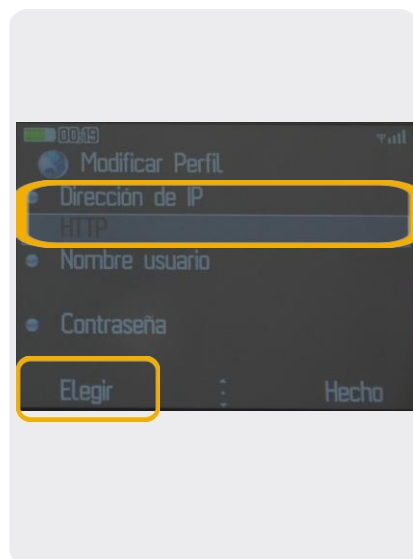 00:19
Modificar Perfil
Dirección de IP
HTTP
Nombre usuario
Contraseña
Elegir
Hecho